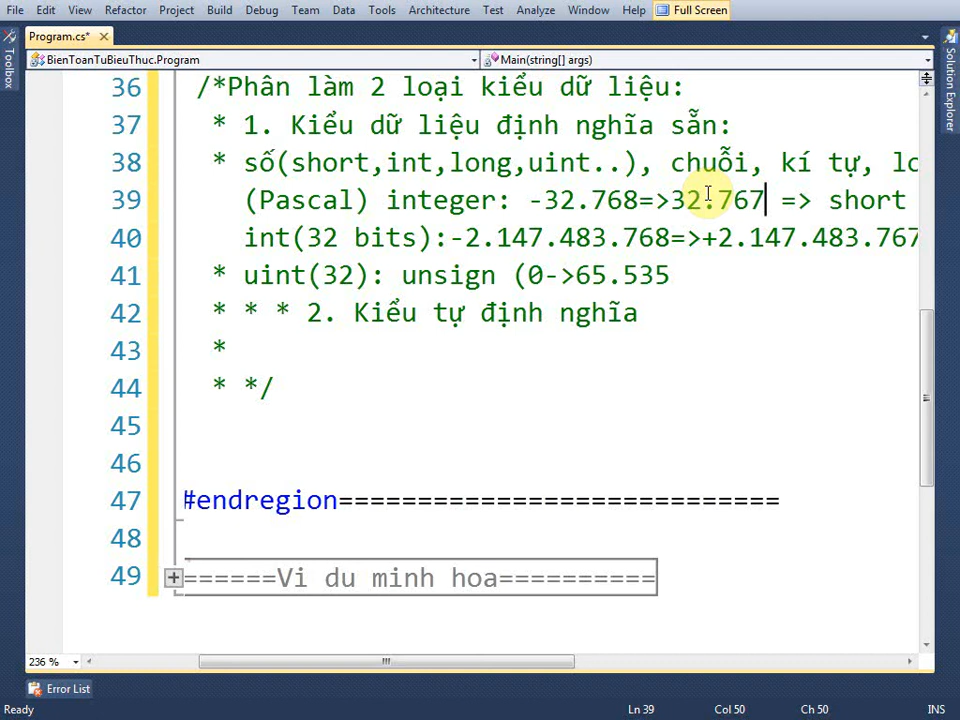 File Edit View Refactor Project Build Debug Team Data Tools Architecture Test Analyze Window Help Full Screen
Program.cs*
BienToanTuBieuThuc.Program Main(string[] args)
Toolbox
Solution Explorer
36 /*Phân làm 2 loại kiểu dữ liệu:
37 * 1. Kiểu dữ liệu định nghĩa sẵn:
38 * số(short,int,long,uint..), chuỗi, kí tự, lo
39 (Pascal) integer: -32.768=>32.767 => short
40 int(32 bits):-2.147.483.768=>+2.147.483.767
41 * uint(32): unsign (0->65.535
42 * * * 2. Kiểu tự định nghĩa
43 *
44 * */
45
46
47 #endregion============================
48
49 ======Vi du minh hoa==========
236 %
Error List
Ready Ln 39 Col 50 Ch 50 INS